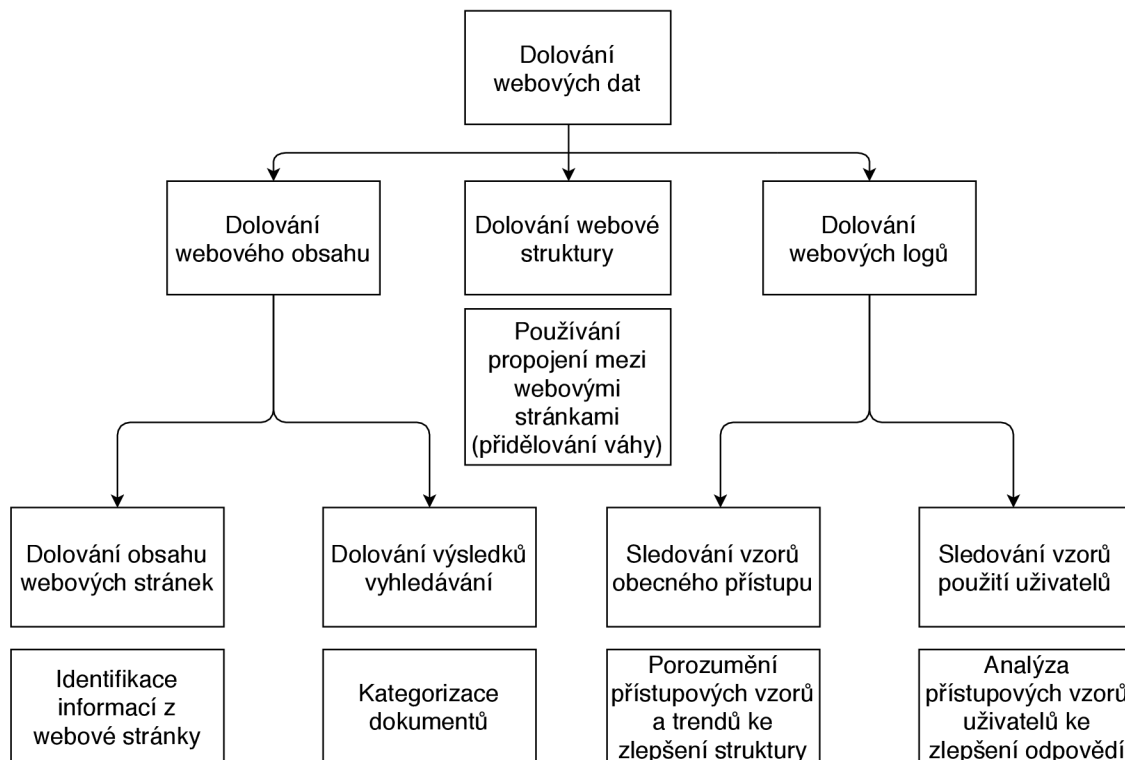 Dolování
webových dat
Dolování
webového obsahu
Dolování webové
struktury
Dolování
webových logů
Používání
propojení mezi
webovými
stránkami
(přidělování váhy)
Dolování obsahu
webových stránek
Dolování výsledků
vyhledávání
Sledování vzorů
obecného přístupu
Sledování vzorů
použití uživatelů
Identifikace
informací z
webové stránky
Kategorizace
dokumentů
Porozumění
přístupových vzorů
a trendů ke
zlepšení struktury
Analýza
přístupových vzorů
uživatelů ke
zlepšení odpovědí